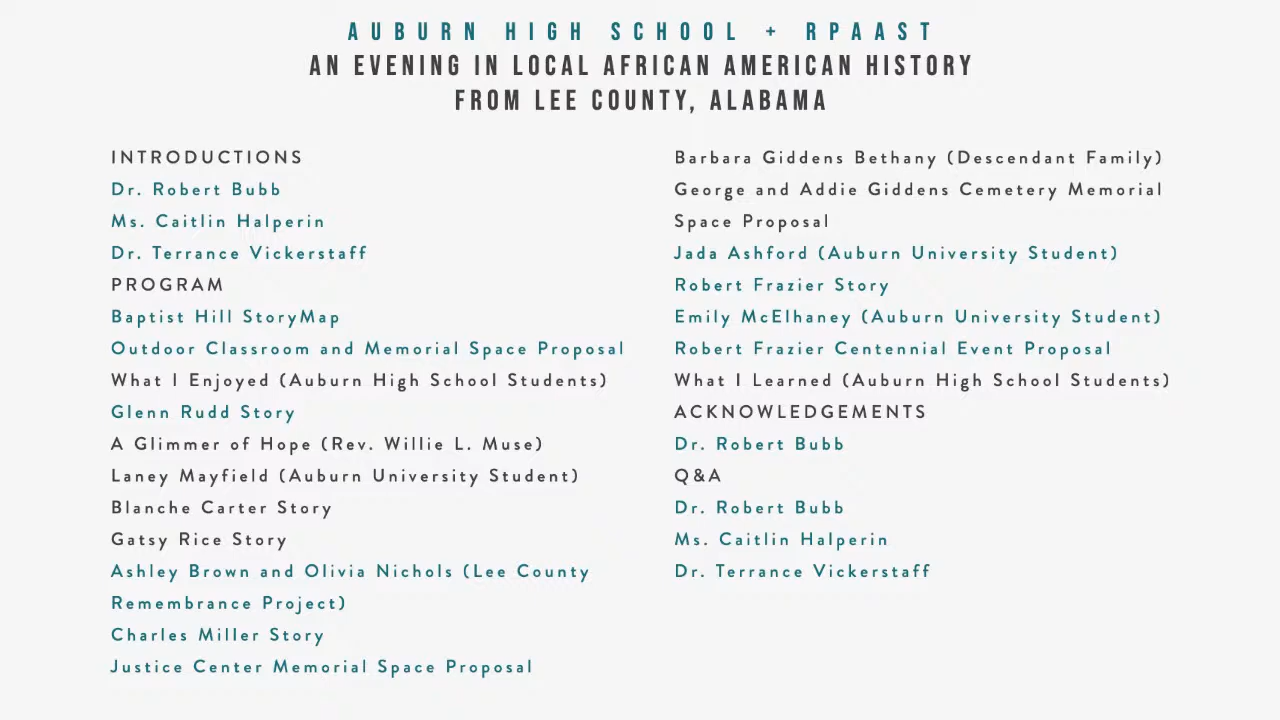 AUBURN HIGH SCHOOL + RPAAST
AN EVENING IN LOCAL AFRICAN AMERICAN HISTORY
FROM LEE COUNTY, ALABAMA
INTRODUCTIONS
Dr. Robert Bubb
Ms. Caitlin Halperin
Dr. Terrance Vickerstaff
PROGRAM
Baptist Hill StoryMap
Outdoor Classroom and Memorial Space Proposal
What I Enjoyed (Auburn High School Students)
Glenn Rudd Story
A Glimmer of Hope (Rev. Willie L. Muse)
Laney Mayfield (Auburn University Student)
Blanche Carter Story
Gatsy Rice Story
Ashley Brown and Olivia Nichols (Lee County
Remembrance Project)
Charles Miller Story
Justice Center Memorial Space Proposal
Barbara Giddens Bethany (Descendant Family)
George and Addie Giddens Cemetery Memorial
Space Proposal
Jada Ashford (Auburn University Student)
Robert Frazier Story
Emily McElhaney (Auburn University Student)
Robert Frazier Centennial Event Proposal
What I Learned (Auburn High School Students)
ACKNOWLEDGEMENTS
Dr. Robert Bubb
Q&A
Dr. Robert Bubb
Ms. Caitlin Halperin
Dr. Terrance Vickerstaff